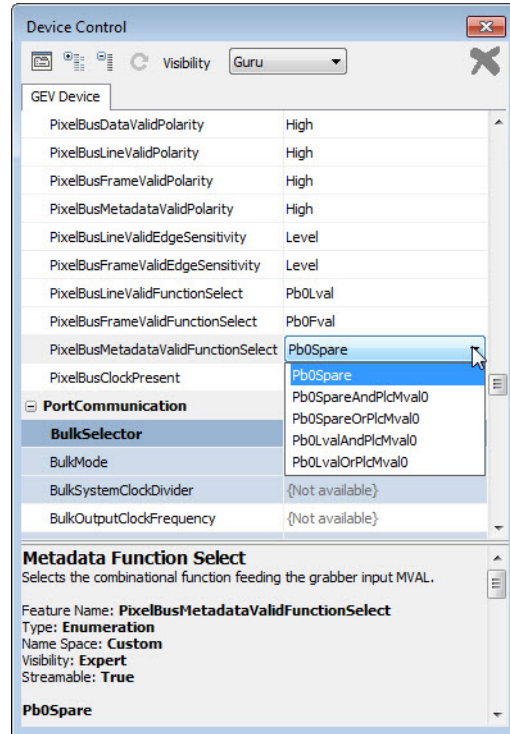 Device Control
Visibility Guru
GEV Device
PixelBusDataValidPolarity High
PixelBusLineValidPolarity High
PixelBusFrameValidPolarity High
PixelBusMetadataValidPolarity High
PixelBusLineValidEdgeSensitivity Level
PixelBusFrameValidEdgeSensitivity Level
PixelBusLineValidFunctionSelect Pb0Lval
PixelBusFrameValidFunctionSelect Pb0Fval
PixelBusMetadataValidFunctionSelect Pb0Spare
PixelBusClockPresent Pb0Spare
Pb0SpareAndPlcMval0
PortCommunication
Pb0SpareOrPlcMval0
BulkSelector Pb0LvalAndPlcMval0
BulkMode Pb0LvalOrPlcMval0
BulkSystemClockDivider {Not available}
BulkOutputClockFrequency {Not available}
Metadata Function Select
Selects the combinational function feeding the grabber input MVAL.
Feature Name: PixelBusMetadataValidFunctionSelect
Type: Enumeration
Name Space: Custom
Visibility: Expert
Streamable: True
Pb0Spare